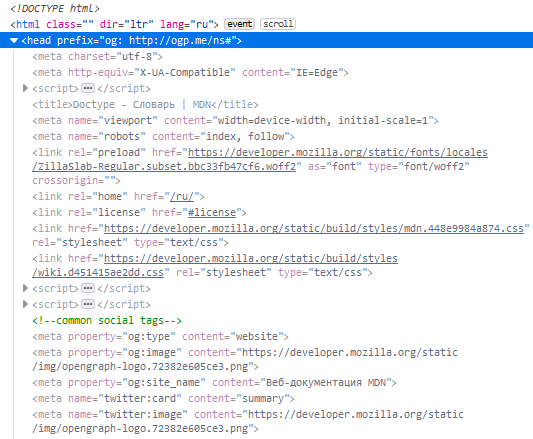 <!DOCTYPE html>
<html class="" dir="ltr" lang="ru"> event scroll
<head prefix="og: http://ogp.me/ns#">
<meta charset="utf-8">
<meta http-equiv="X-UA-Compatible" content="IE=Edge">
<script> ••• </script>
<title>Doctype - Словарь | MDN</title>
<meta name="viewport" content="width=device-width, initial-scale=1">
<meta name="robots" content="index, follow">
<link rel="preload" href="https://developer.mozilla.org/static/fonts/locales
/ZillaSlab-Regular.subset.bbc33fb47cf6.woff2" as="font" type="font/woff2"
crossorigin="">
<link rel="home" href="/ru/">
<link rel="license" href="#license">
<link href="https://developer.mozilla.org/static/build/styles/mdn.448e9984a874.css"
rel="stylesheet" type="text/css">
<link href="https://developer.mozilla.org/static/build/styles
/wiki.d451415ae2dd.css" rel="stylesheet" type="text/css">
<script> ••• </script>
<script> ••• </script>
<!--common social tags-->
<meta property="og:type" content="website">
<meta property="og:image" content="https://developer.mozilla.org/static
/img/opengraph-logo.72382e605ce3.png">
<meta property="og:site_name" content="Веб-документация MDN">
<meta name="twitter:card" content="summary">
<meta name="twitter:image" content="https://developer.mozilla.org/static
/img/opengraph-logo.72382e605ce3.png">